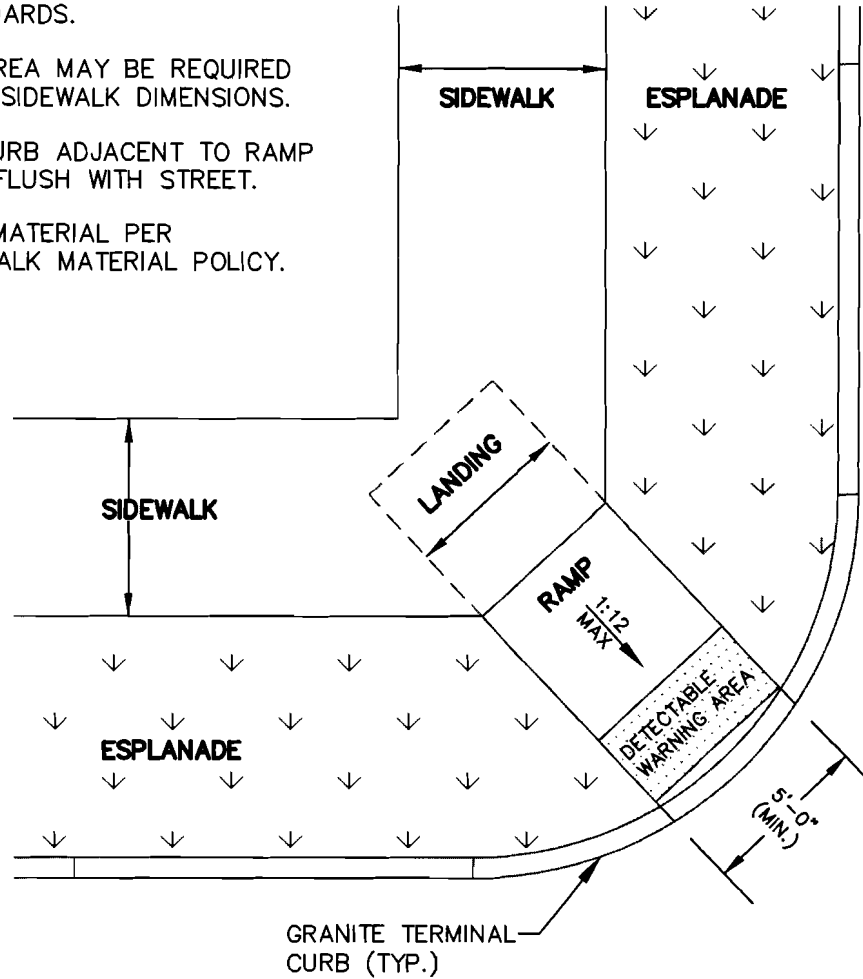 DARDS.
REA MAY BE REQUIRED
SIDEWALK DIMENSIONS.
URB ADJACENT TO RAMP
FLUSH WITH STREET.
MATERIAL PER
ALK MATERIAL POLICY.
SIDEWALK
ESPLANADE
LANDING
SIDEWALK
RAMP
1:12
MAX
DETECTABLE
WARNING AREA
ESPLANADE
5'-0"
(MIN.)
GRANITE TERMINAL
CURB (TYP.)